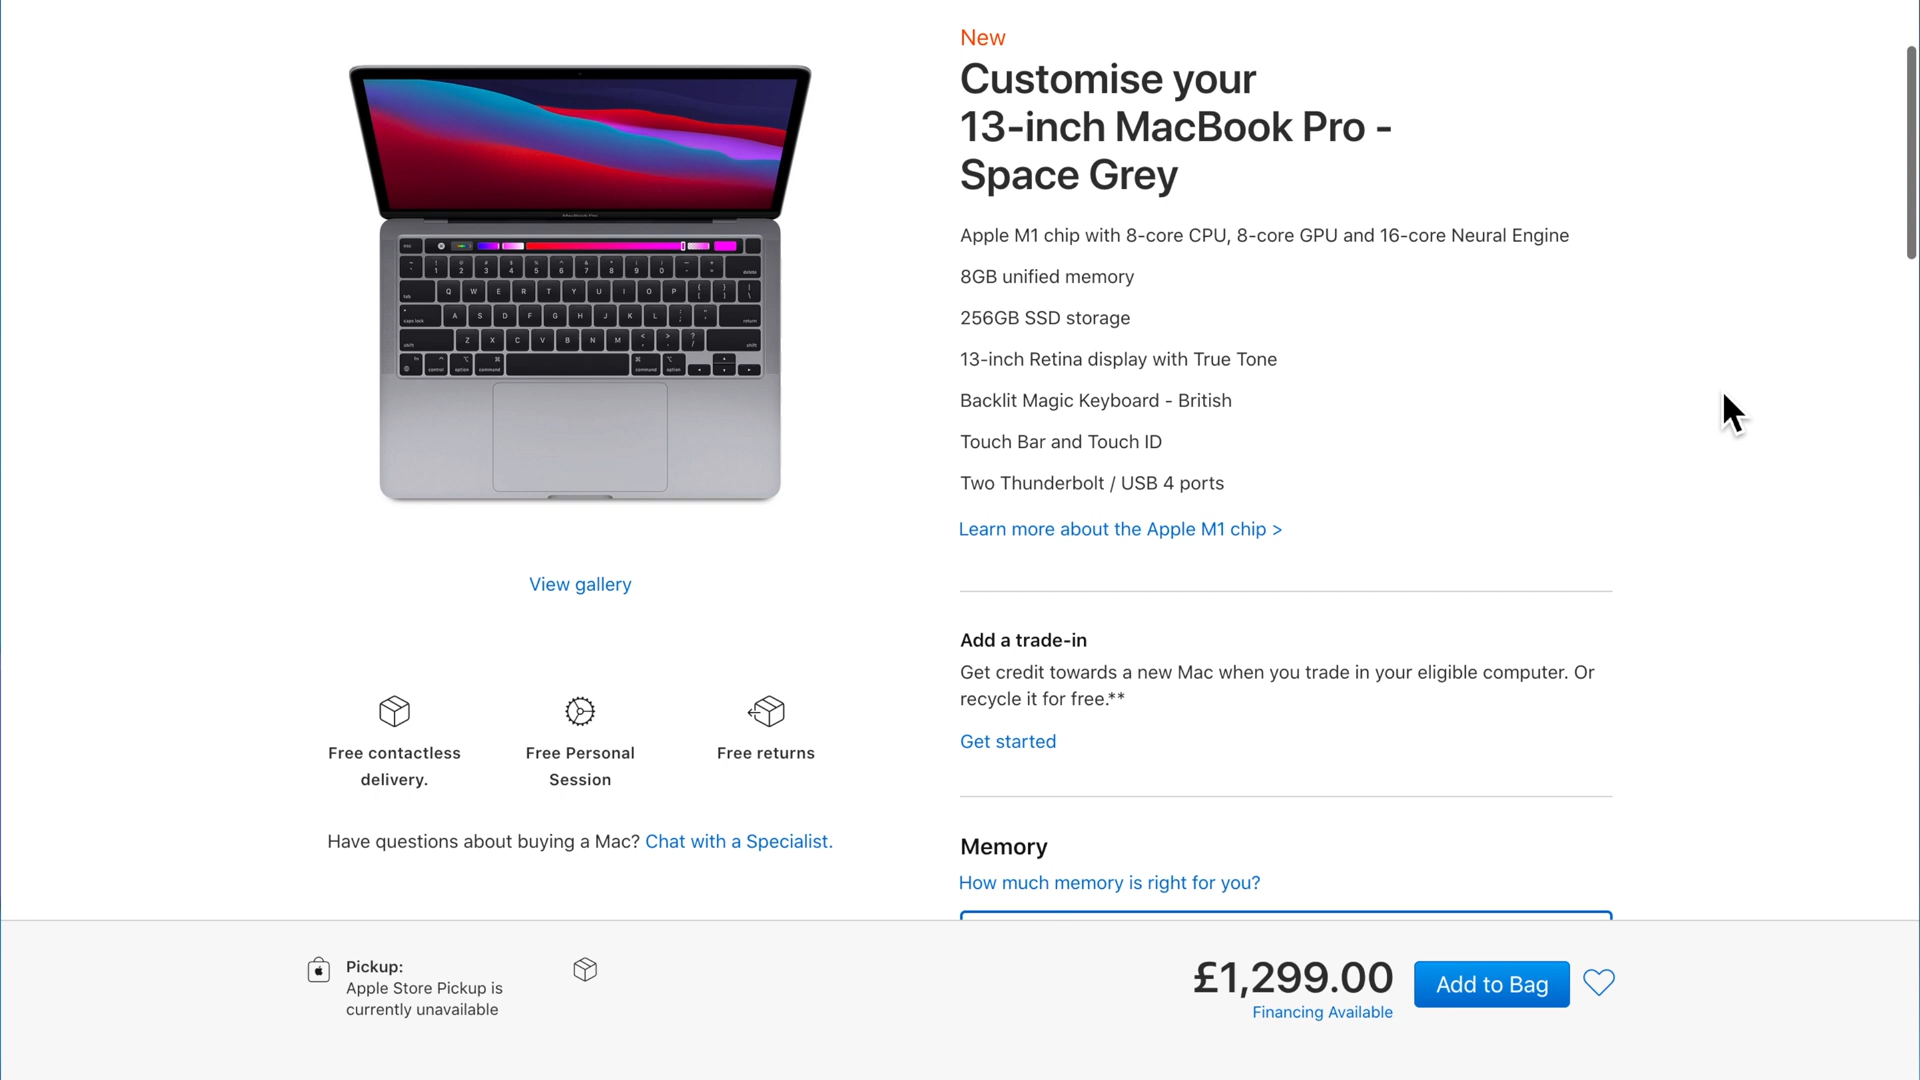 New
Customise your
13-inch MacBook Pro -
Space Grey
Apple M1 chip with 8-core CPU, 8-core GPU and 16-core Neural Engine
8GB unified memory
256GB SSD storage
13-inch Retina display with True Tone
Backlit Magic Keyboard - British
Touch Bar and Touch ID
Two Thunderbolt / USB 4 ports
Learn more about the Apple M1 chip >
View gallery
Add a trade-in
Get credit towards a new Mac when you trade in your eligible computer. Or
recycle it for free.**
Get started
Free contactless
delivery.
Free Personal
Session
Free returns
Have questions about buying a Mac? Chat with a Specialist.
Memory
How much memory is right for you?
Pickup:
Apple Store Pickup is
currently unavailable
£1,299.00
Financing Available
Add to Bag